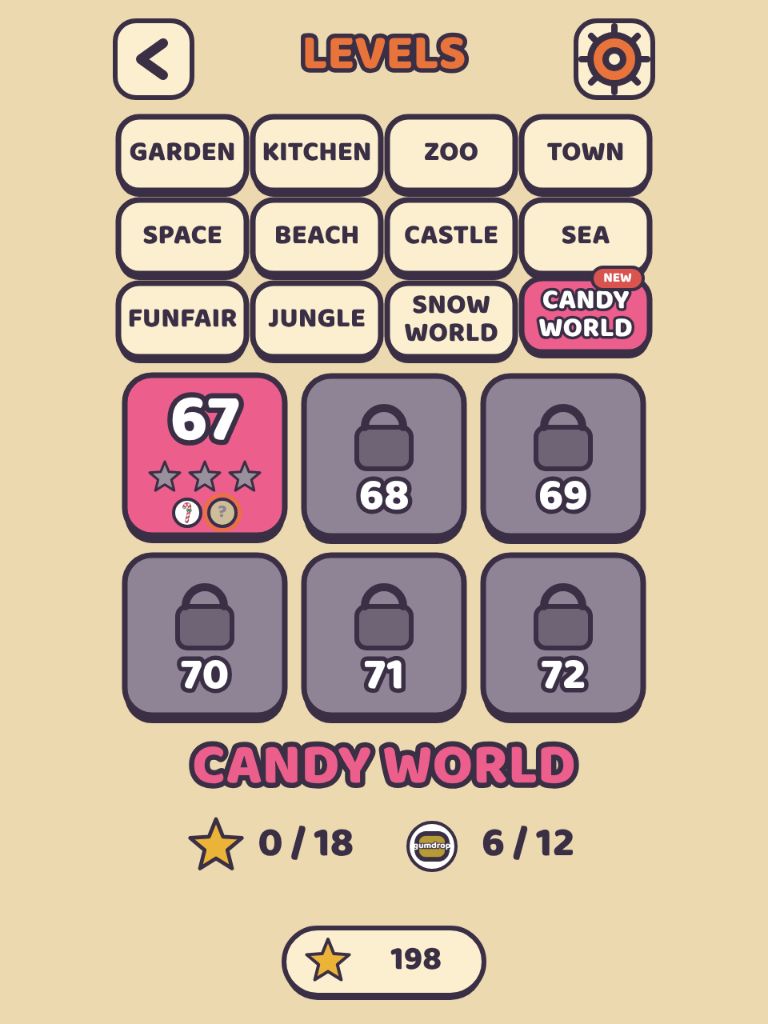 LEVELS
GARDEN KITCHEN ZOO TOWN
SPACE BEACH CASTLE SEA
NEW
FUNFAIR JUNGLE SNOW WORLD CANDY WORLD
67 68 69
?
70 71 72
CANDY WORLD
0 / 18 gumdrop 6 / 12
198